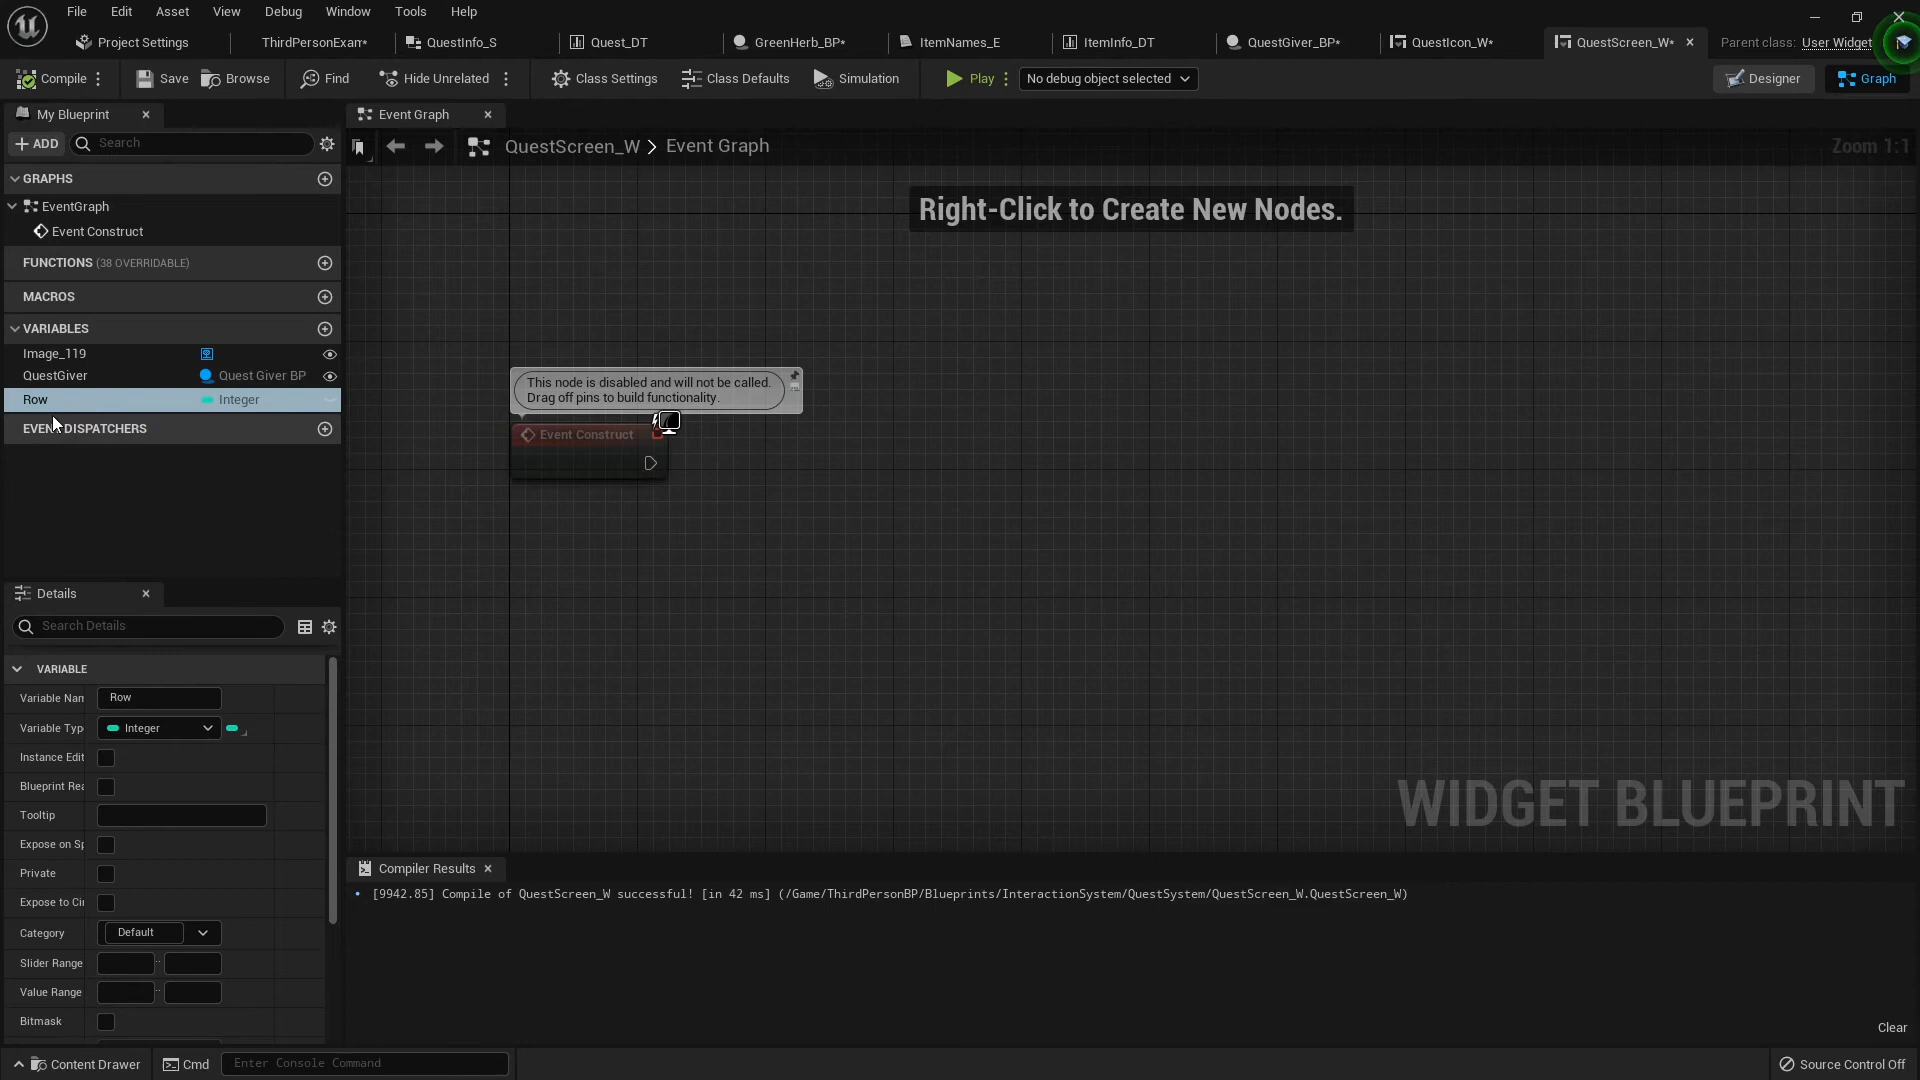 File Edit Asset View Debug Window Tools Help
Project Settings ThirdPersonExam* QuestInfo_S Quest_DT GreenHerb_BP* ItemNames_E ItemInfo_DT QuestGiver_BP* QuestIcon_W* QuestScreen_W* Parent class: User Widget
Compile Save Browse Find Hide Unrelated Class Settings Class Defaults Simulation Play No debug object selected Designer Graph
My Blueprint Event Graph
ADD Search QuestScreen_W > Event Graph Zoom 1:1
GRAPHS
EventGraph
Event Construct
FUNCTIONS (38 OVERRIDABLE)
MACROS
VARIABLES
Image_119
QuestGiver Quest Giver BP
Row Integer
EVENT DISPATCHERS
Right-Click to Create New Nodes.
This node is disabled and will not be called.
Drag off pins to build functionality.
Event Construct
WIDGET BLUEPRINT
Details
Search Details
VARIABLE
Variable Nam Row
Variable Typ Integer
Instance Edit
Blueprint Rea
Tooltip
Expose on Sp
Private
Expose to Cin
Category Default
Slider Range
Value Range
Bitmask
Compiler Results
[9942.85] Compile of QuestScreen_W successful! [in 42 ms] (/Game/ThirdPersonBP/Blueprints/InteractionSystem/QuestSystem/QuestScreen_W.QuestScreen_W)
Clear
Content Drawer Cmd Enter Console Command Source Control Off